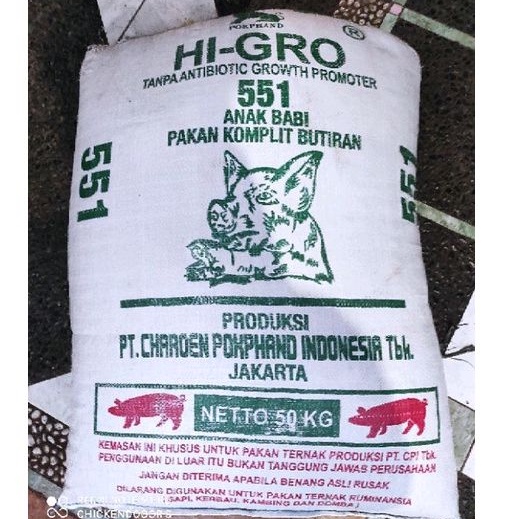 POKPHAND
HI-GRO ®
TANPA ANTIBIOTIC GROWTH PROMOTER
551
ANAK BABI
PAKAN KOMPLIT BUTIRAN
551
551
PRODUKSI
PT. CHAROEN POKPHAND INDONESIA Tbk.
JAKARTA
NETTO 50 KG
KEMASAN INI KHUSUS UNTUK PAKAN TERNAK PRODUKSI PT. CPI Tbk.
PENGGUNAAN DI LUAR ITU BUKAN TANGGUNG JAWAB PERUSAHAAN
JANGAN DITERIMA APABILA BENANG ASLI RUSAK
DILARANG DIGUNAKAN UNTUK PAKAN TERNAK RUMINANSIA
( SAPI, KERBAU, KAMBING DAN DOMBA )